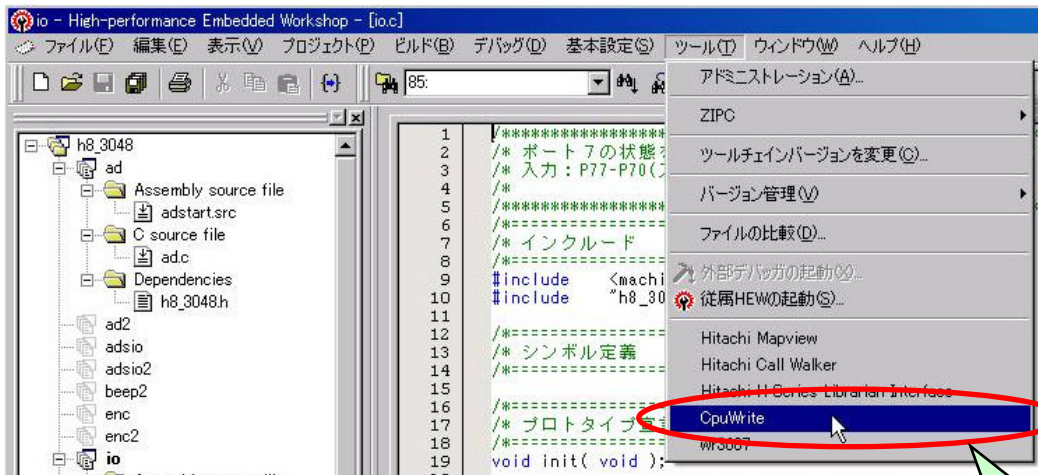 io - High-performance Embedded Workshop - [io.c]
ファイル(F) 編集(E) 表示(V) プロジェクト(P) ビルド(B) デバッグ(D) 基本設定(S) ツール(T) ウィンドウ(W) ヘルプ(H)
85:
アドミニストレーション(A)...
ZIPC
ツールチェインバージョンを変更(C)...
バージョン管理(V)
ファイルの比較(D)...
外部デバッガの起動(X)...
従属HEWの起動(S)...
Hitachi Mapview
Hitachi Call Walker
Hitachi H Series Librarian Interface
CpuWrite
Wr3687
h8_3048
ad
Assembly source file
adstart.src
C source file
ad.c
Dependencies
h8_3048.h
ad2
adsio
adsio2
beep2
enc
enc2
io
1 /*****************
2 /* ポート7の状態
3 /* 入力：P77-P70(
4 /*
5 /*****************
6 /*================
7 /* インクルード
8 /*================
9 #include <machi
10 #include "h8_30
11
12 /*================
13 /* シンボル定義
14 /*================
15
16 /*================
17 /* プロトタイプ宣言
18 /*================
19 void init( void );